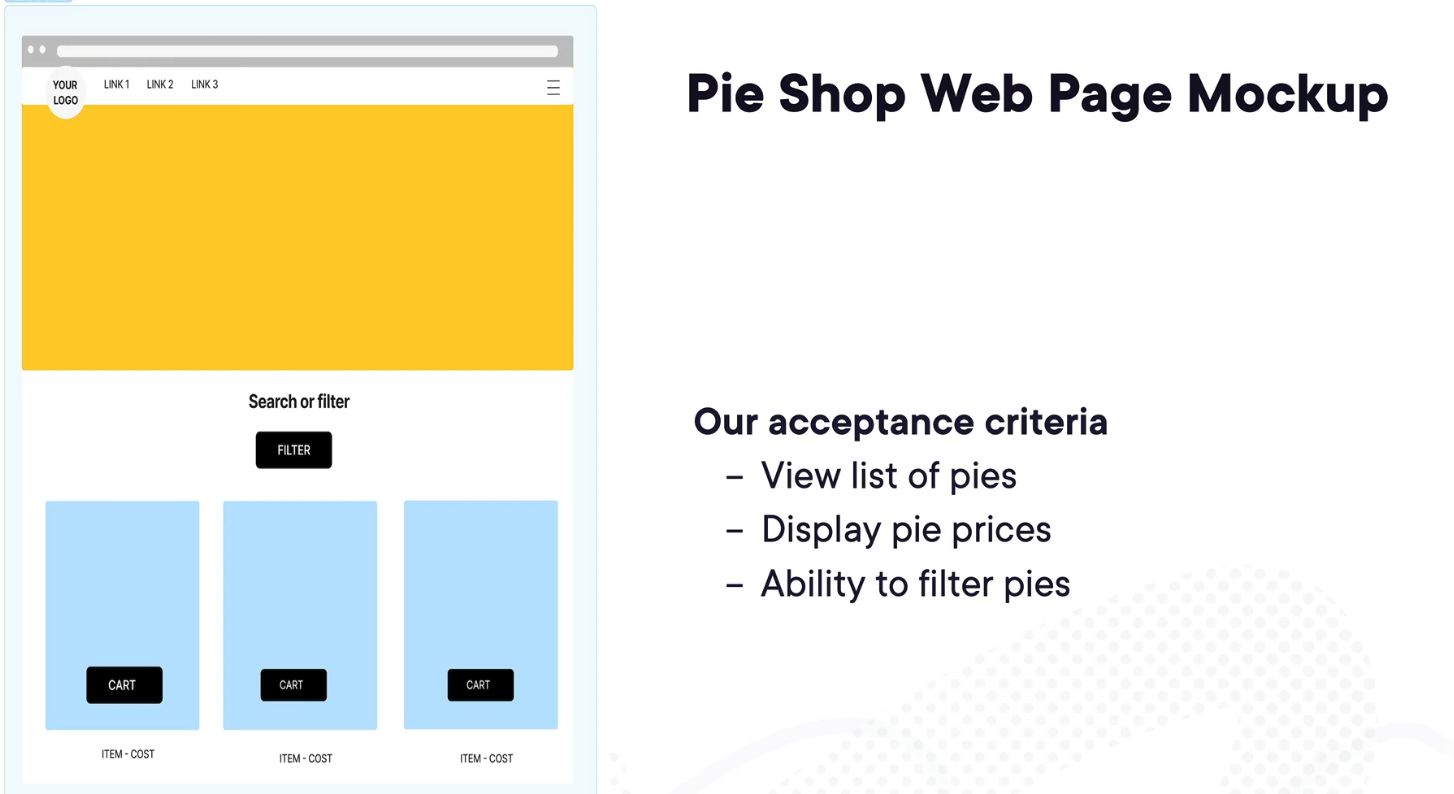 YOUR
LOGO
LINK 1 LINK 2 LINK 3
Search or filter
FILTER
CART CART CART
ITEM - COST ITEM - COST ITEM - COST
Pie Shop Web Page Mockup
Our acceptance criteria
– View list of pies
– Display pie prices
– Ability to filter pies